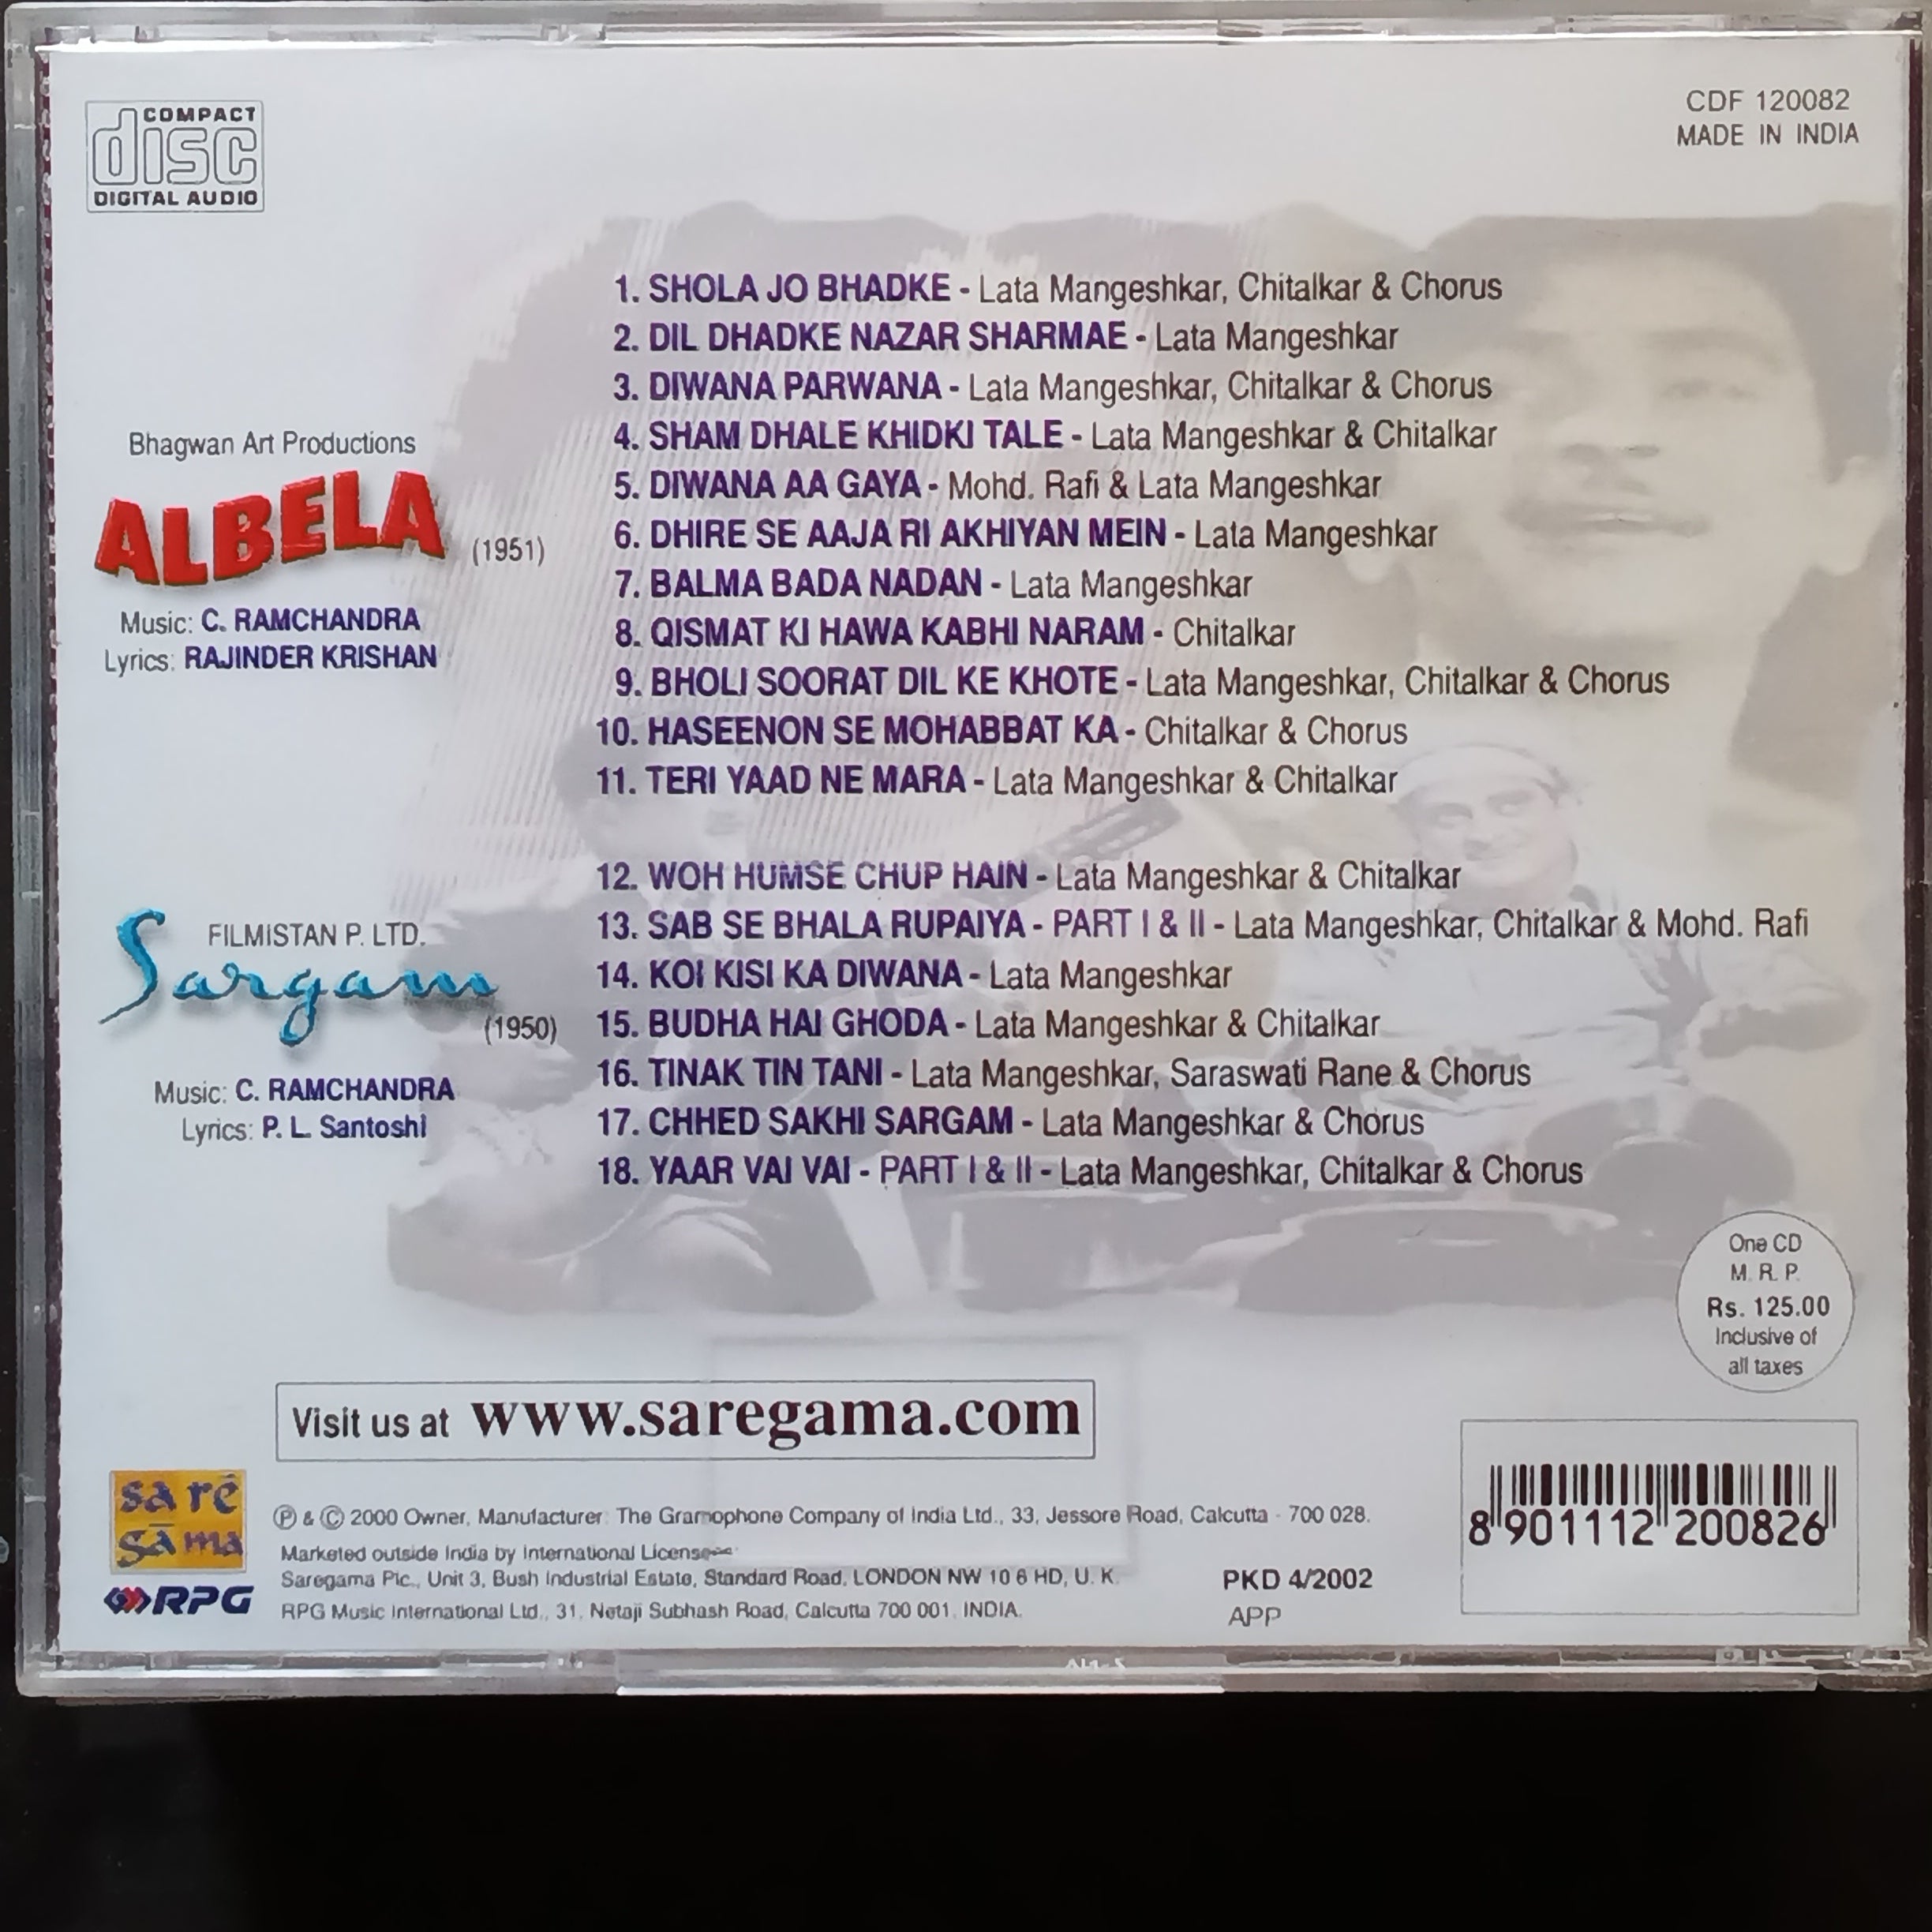 COMPACT
disc
DIGITAL AUDIO
CDF 120082
MADE IN INDIA
Bhagwan Art Productions
ALBELA (1951)
Music: C. RAMCHANDRA
Lyrics: RAJINDER KRISHAN
1. SHOLA JO BHADKE - Lata Mangeshkar, Chitalkar & Chorus
2. DIL DHADKE NAZAR SHARMAE - Lata Mangeshkar
3. DIWANA PARWANA - Lata Mangeshkar, Chitalkar & Chorus
4. SHAM DHALE KHIDKI TALE - Lata Mangeshkar & Chitalkar
5. DIWANA AA GAYA - Mohd. Rafi & Lata Mangeshkar
6. DHIRE SE AAJA RI AKHIYAN MEIN - Lata Mangeshkar
7. BALMA BADA NADAN - Lata Mangeshkar
8. QISMAT KI HAWA KABHI NARAM - Chitalkar
9. BHOLI SOORAT DIL KE KHOTE - Lata Mangeshkar, Chitalkar & Chorus
10. HASEENON SE MOHABBAT KA - Chitalkar & Chorus
11. TERI YAAD NE MARA - Lata Mangeshkar & Chitalkar
FILMISTAN P. LTD.
Sargam
(1950)
Music: C. RAMCHANDRA
Lyrics: P. L. Santoshi
12. WOH HUMSE CHUP HAIN - Lata Mangeshkar & Chitalkar
13. SAB SE BHALA RUPAIYA - PART I & II - Lata Mangeshkar, Chitalkar & Mohd. Rafi
14. KOI KISI KA DIWANA - Lata Mangeshkar
15. BUDHA HAI GHODA - Lata Mangeshkar & Chitalkar
16. TINAK TIN TANI - Lata Mangeshkar, Saraswati Rane & Chorus
17. CHHED SAKHI SARGAM - Lata Mangeshkar & Chorus
18. YAAR VAI VAI - PART I & II - Lata Mangeshkar, Chitalkar & Chorus
One CD
M. R. P.
Rs. 125.00
Inclusive of
all taxes
Visit us at www.saregama.com
sa rē
gā ma
RPG
Ⓟ & © 2000 Owner, Manufacturer: The Gramophone Company of India Ltd., 33, Jessore Road, Calcutta - 700 028.
Marketed outside India by International Licensees
Saregama Plc., Unit 3, Bush Industrial Estate, Standard Road, LONDON NW 10 6 HD, U. K.
RPG Music International Ltd., 31, Netaji Subhash Road, Calcutta 700 001. INDIA.
PKD 4/2002
APP
8 901112 200826